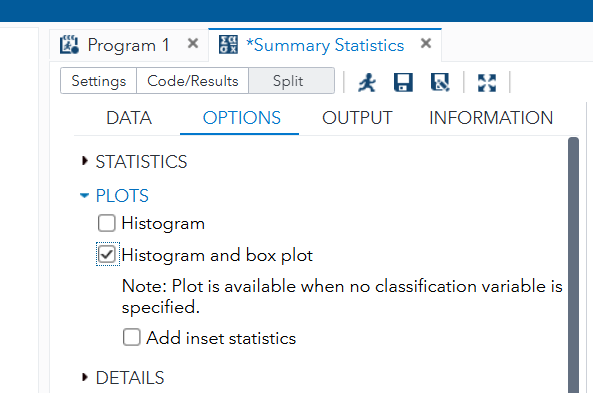 Program 1
*Summary Statistics
Settings Code/Results Split
DATA OPTIONS OUTPUT INFORMATION
STATISTICS
PLOTS
Histogram
Histogram and box plot
Note: Plot is available when no classification variable is
specified.
Add inset statistics
DETAILS